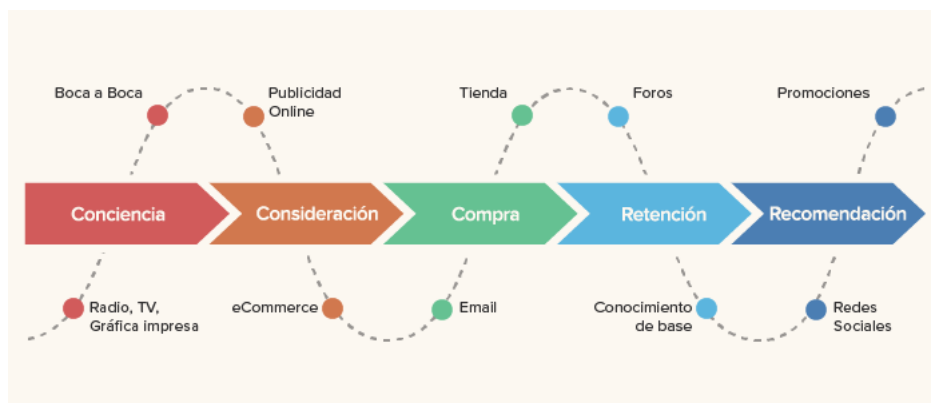 Boca a Boca
Publicidad
Online
Tienda
Foros
Promociones
Conciencia
Consideración
Compra
Retención
Recomendación
Radio, TV,
Gráfica impresa
eCommerce
Email
Conocimiento
de base
Redes
Sociales